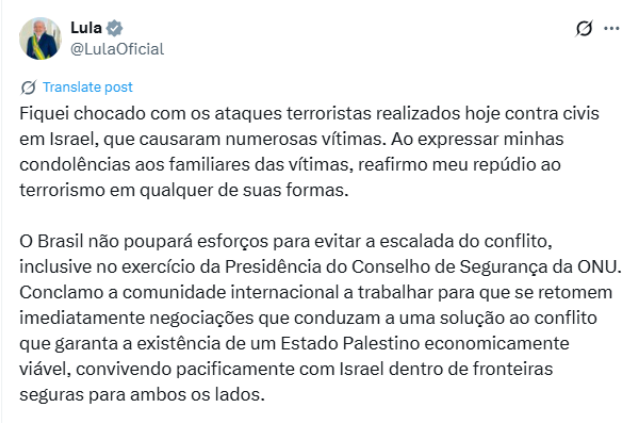 Lula
@LulaOficial
Translate post
Fiquei chocado com os ataques terroristas realizados hoje contra civis
em Israel, que causaram numerosas vítimas. Ao expressar minhas
condolências aos familiares das vítimas, reafirmo meu repúdio ao
terrorismo em qualquer de suas formas.
O Brasil não poupará esforços para evitar a escalada do conflito,
inclusive no exercício da Presidência do Conselho de Segurança da ONU.
Conclamo a comunidade internacional a trabalhar para que se retomem
imediatamente negociações que conduzam a uma solução ao conflito
que garanta a existência de um Estado Palestino economicamente
viável, convivendo pacificamente com Israel dentro de fronteiras
seguras para ambos os lados.